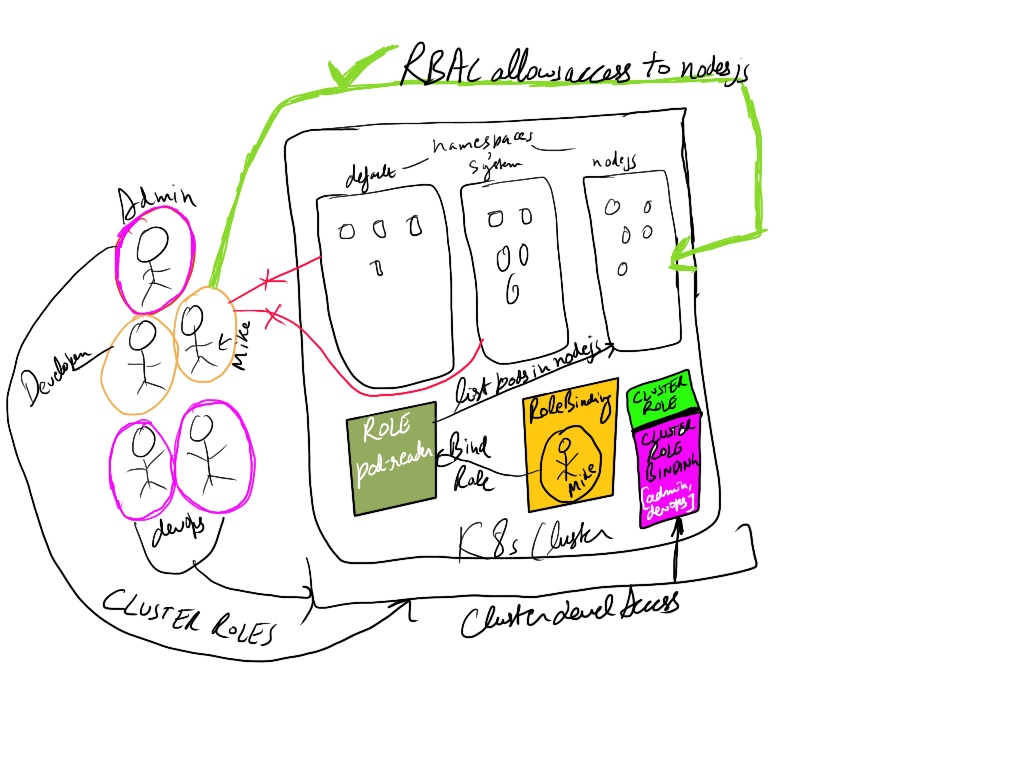 RBAC allows access to nodesjs
namespaces
default
system
nodejs
Admin
Mike
Developer
list pods in nodejs
ROLE
pod-reader
Bind
Role
RoleBinding
Mike
CLUSTER
ROLE
CLUSTER
ROLE
BINDING
[admin,
devops]
devops
K8s Cluster
CLUSTER ROLES
Cluster Level Access